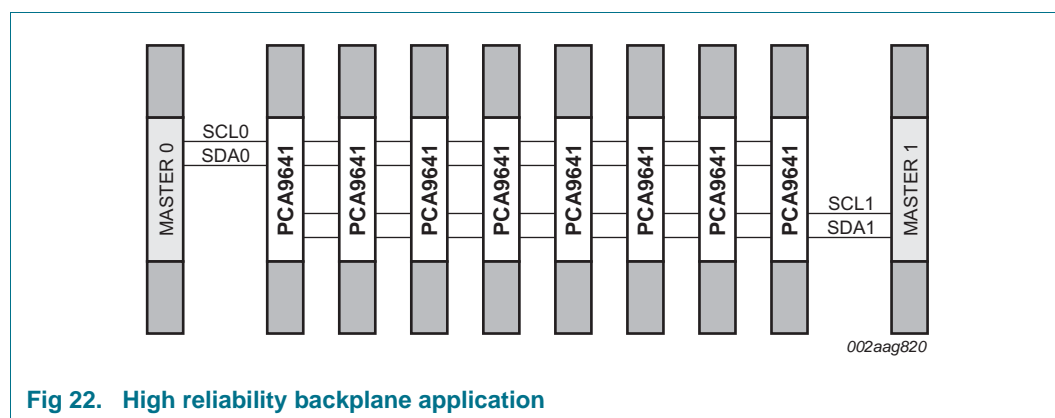 MASTER 0
SCL0
SDA0
PCA9641
PCA9641
PCA9641
PCA9641
PCA9641
PCA9641
PCA9641
PCA9641
SCL1
SDA1
MASTER 1
002aag820
Fig 22. High reliability backplane application